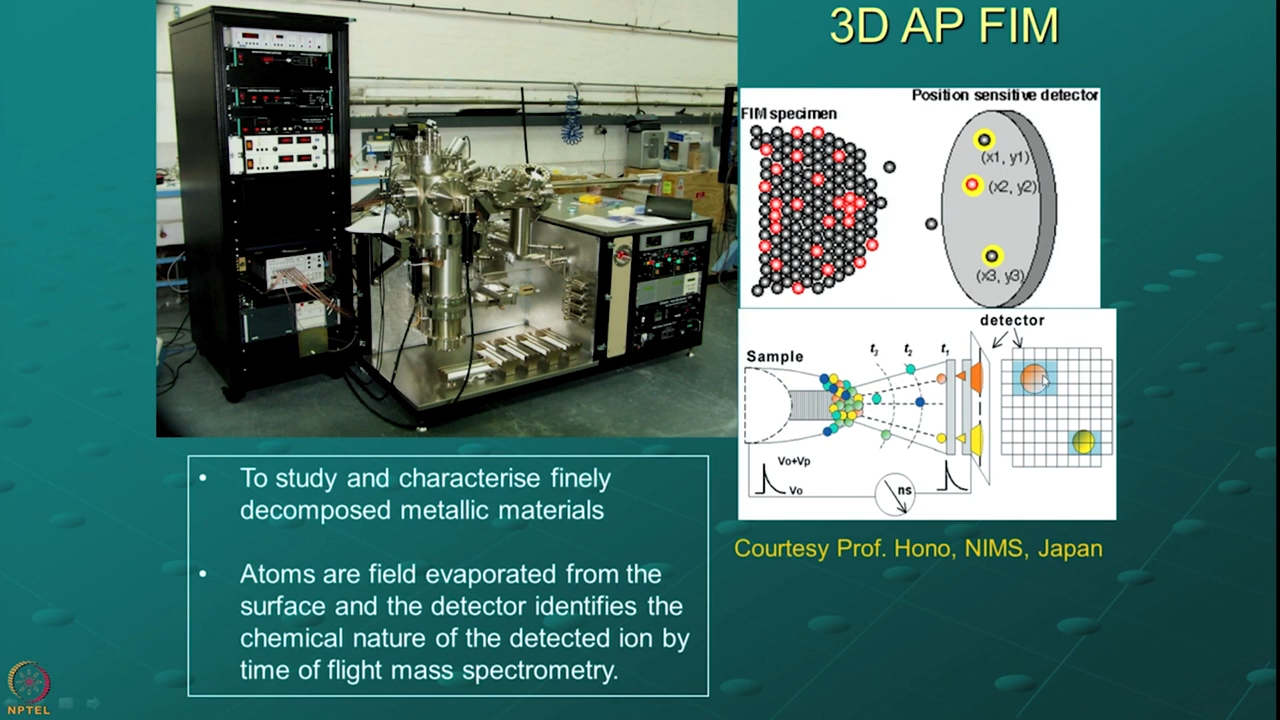 3D AP FIM
Position sensitive detector
FIM specimen
(x1, y1)
(x2, y2)
(x3, y3)
detector
Sample
t3 t2 t1
Vo+Vp
Vo
ns
Courtesy Prof. Hono, NIMS, Japan
• To study and characterise finely
decomposed metallic materials
• Atoms are field evaporated from the
surface and the detector identifies the
chemical nature of the detected ion by
time of flight mass spectrometry.
NPTEL